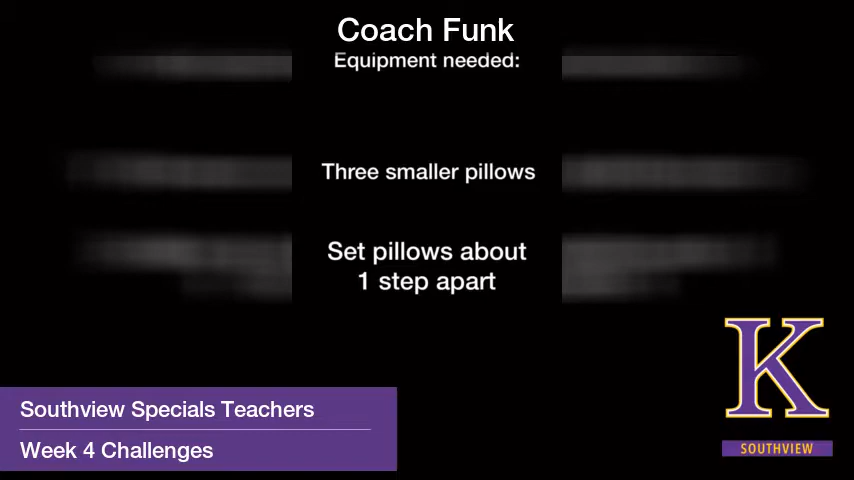 Coach Funk
Equipment needed:
Three smaller pillows
Set pillows about
1 step apart
Southview Specials Teachers
Week 4 Challenges
K
SOUTHVIEW